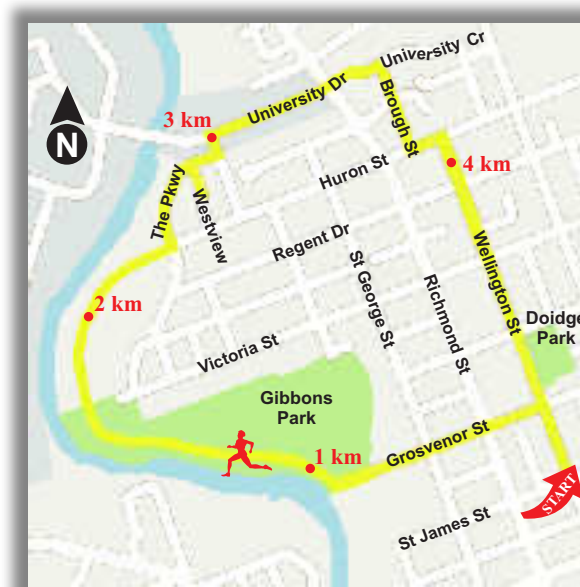 University Cr
University Dr
Brough St
3 km
N
4 km
Huron St
The Pkwy
Westview
Regent Dr
2 km
Wellington St
St George St
Richmond St
Victoria St
Doidge
Park
Gibbons
Park
1 km
Grosvenor St
START
St James St